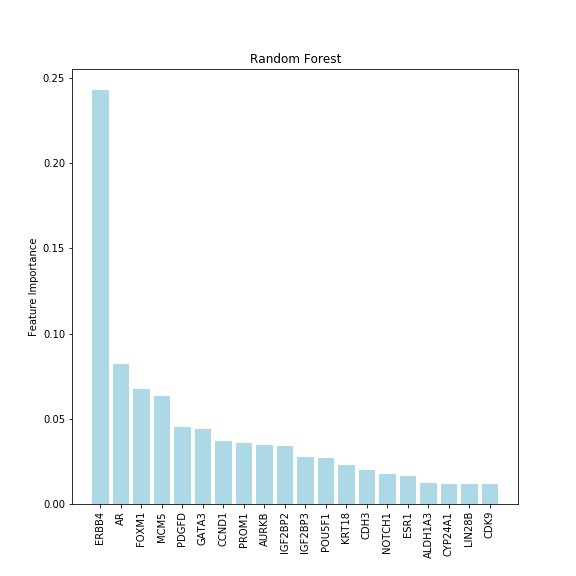 Random Forest
Feature Importance
0.25
0.20
0.15
0.10
0.05
0.00
ERBB4
AR
FOXM1
MCM5
PDGFD
GATA3
CCND1
PROM1
AURKB
IGF2BP2
IGF2BP3
POU5F1
KRT18
CDH3
NOTCH1
ESR1
ALDH1A3
CYP24A1
LIN28B
CDK9